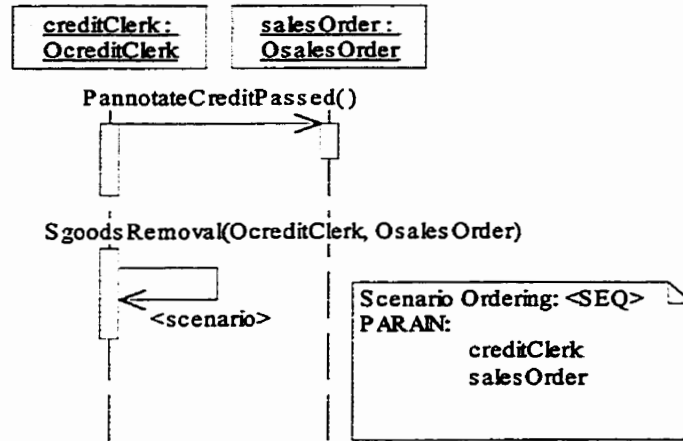 creditClerk :
OcreditClerk
salesOrder :
OsalesOrder
PannotateCreditPassed()
SgoodsRemoval(OcreditClerk, OsalesOrder)
<scenario>
Scenario Ordering: <SEQ>
PARAIN:
creditClerk
salesOrder